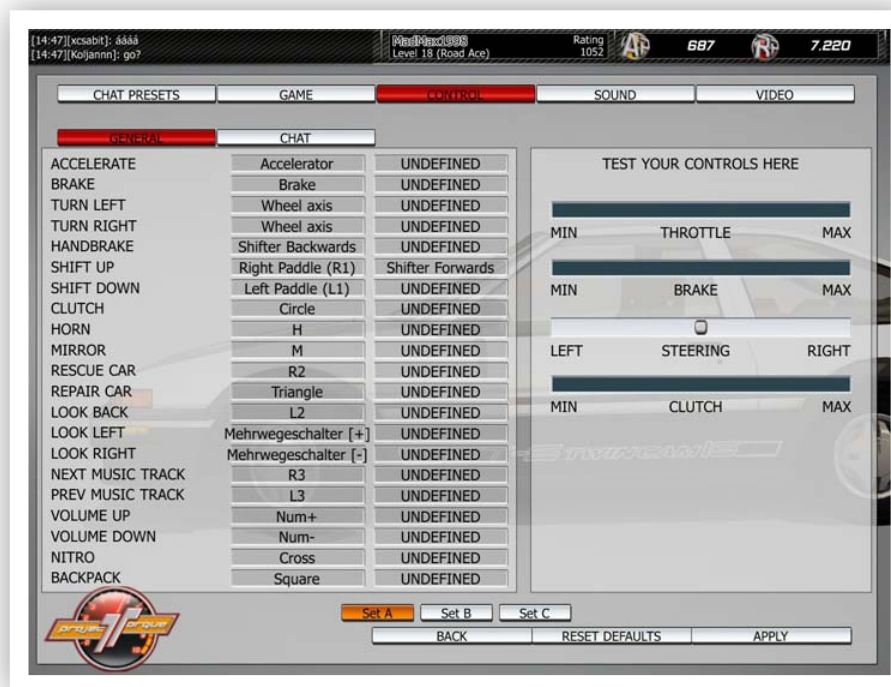 [14:47][xcsabit]: áááá
[14:47][Koljannn]: go?
MadMax1998
Level 18 (Road Ace)
Rating
1052
AP
687
RP
7.220
CHAT PRESETS GAME CONTROL SOUND VIDEO
GENERAL CHAT
ACCELERATE Accelerator UNDEFINED
BRAKE Brake UNDEFINED
TURN LEFT Wheel axis UNDEFINED
TURN RIGHT Wheel axis UNDEFINED
HANDBRAKE Shifter Backwards UNDEFINED
SHIFT UP Right Paddle (R1) Shifter Forwards
SHIFT DOWN Left Paddle (L1) UNDEFINED
CLUTCH Circle UNDEFINED
HORN H UNDEFINED
MIRROR M UNDEFINED
RESCUE CAR R2 UNDEFINED
REPAIR CAR Triangle UNDEFINED
LOOK BACK L2 UNDEFINED
LOOK LEFT Mehrwegeschalter [+] UNDEFINED
LOOK RIGHT Mehrwegeschalter [-] UNDEFINED
NEXT MUSIC TRACK R3 UNDEFINED
PREV MUSIC TRACK L3 UNDEFINED
VOLUME UP Num+ UNDEFINED
VOLUME DOWN Num- UNDEFINED
NITRO Cross UNDEFINED
BACKPACK Square UNDEFINED
TEST YOUR CONTROLS HERE
MIN THROTTLE MAX
MIN BRAKE MAX
LEFT STEERING RIGHT
MIN CLUTCH MAX
TWINCAM
project torque
Set A Set B Set C
BACK RESET DEFAULTS APPLY